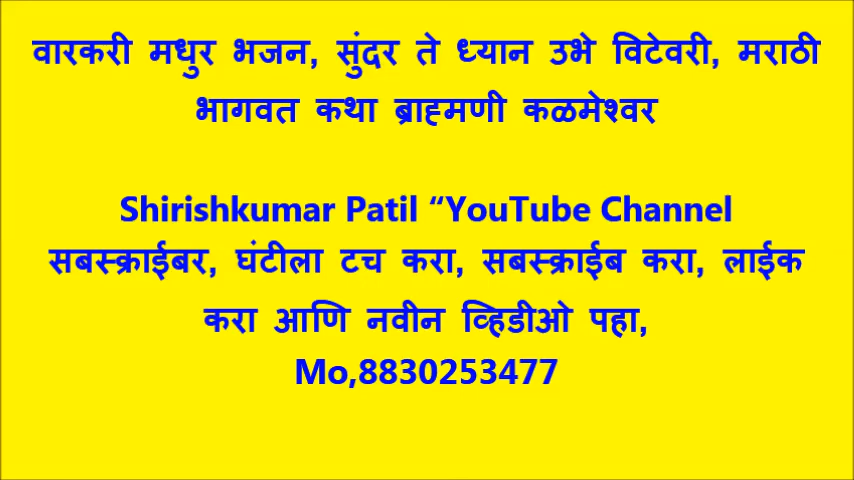 वारकरी मधुर भजन, सुंदर ते ध्यान उभे विटेवरी, मराठी
भागवत कथा ब्राह्मणी कळमेश्वर
Shirishkumar Patil “YouTube Channel
सबस्क्राईबर, घंटीला टच करा, सबस्क्राईब करा, लाईक
करा आणि नवीन व्हिडीओ पहा,
Mo,8830253477